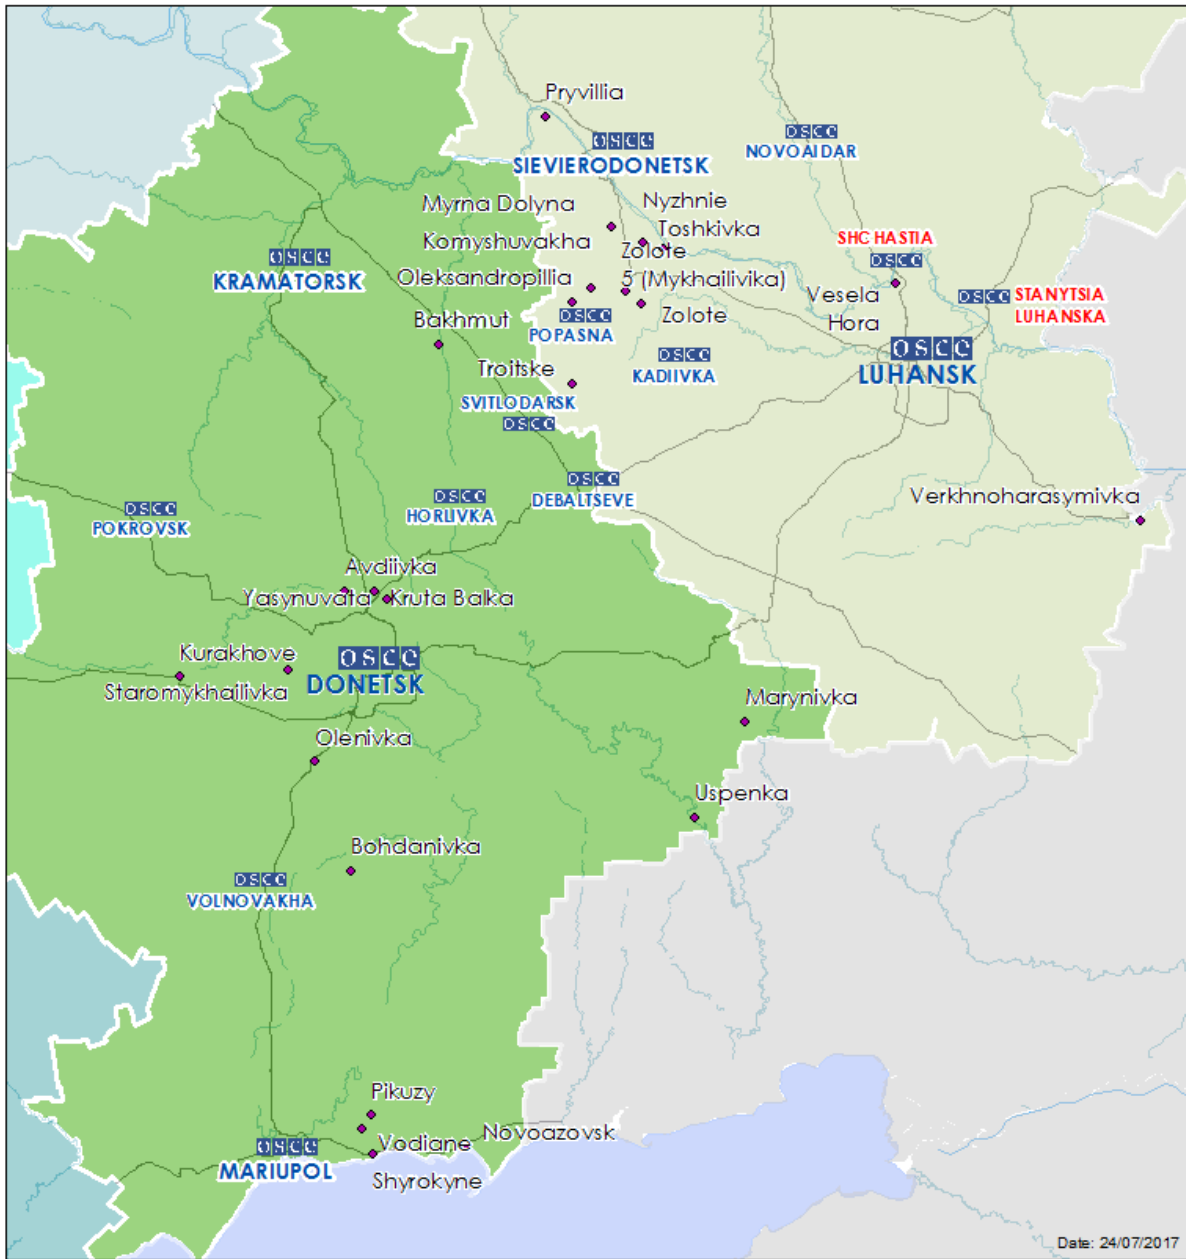 Pryvillia
OSCE
SIEVIERODONETSK
OSCE
NOVOAIDAR
Myrna Dolyna
Nyzhnie
Komyshuvakha
Toshkivka
Zolote
5 (Mykhailivika)
Oleksandropillia
Zolote
SHCHASTIA
OSCE
Vesela
Hora
OSCE
STANYTSIA
LUHANSKA
OSCE
KRAMATORSK
Bakhmut
OSCE
POPASNA
OSCE
KADIIVKA
OSCE
LUHANSK
Troitske
SVITLODARSK
OSCE
OSCE
DEBALTSEVE
OSCE
HORLIVKA
OSCE
POKROVSK
Verkhnoharasymivka
Avdiivka
Yasynuvata
Kruta Balka
Kurakhove
Staromykhailivka
OSCE
DONETSK
Marynivka
Olenivka
Uspenka
Bohdanivka
OSCE
VOLNOVAKHA
Pikuzy
Vodiane
Novoazovsk
OSCE
MARIUPOL
Shyrokyne
Date: 24/07/2017